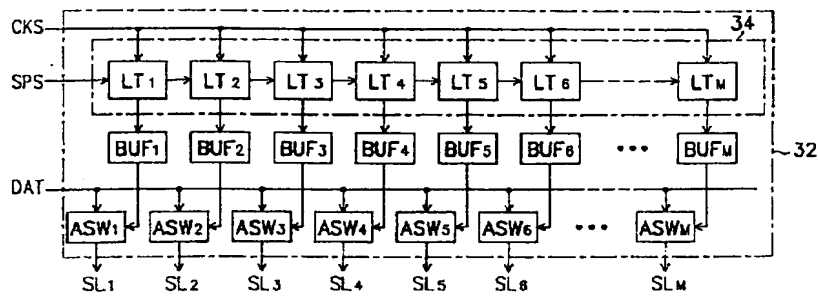 CKS
34
SPS
LT1 LT2 LT3 LT4 LT5 LT6 LTM
BUF1 BUF2 BUF3 BUF4 BUF5 BUF6 ••• BUFM
32
DAT
ASW1 ASW2 ASW3 ASW4 ASW5 ASW6 ••• ASWM
SL1 SL2 SL3 SL4 SL5 SL6 SLM